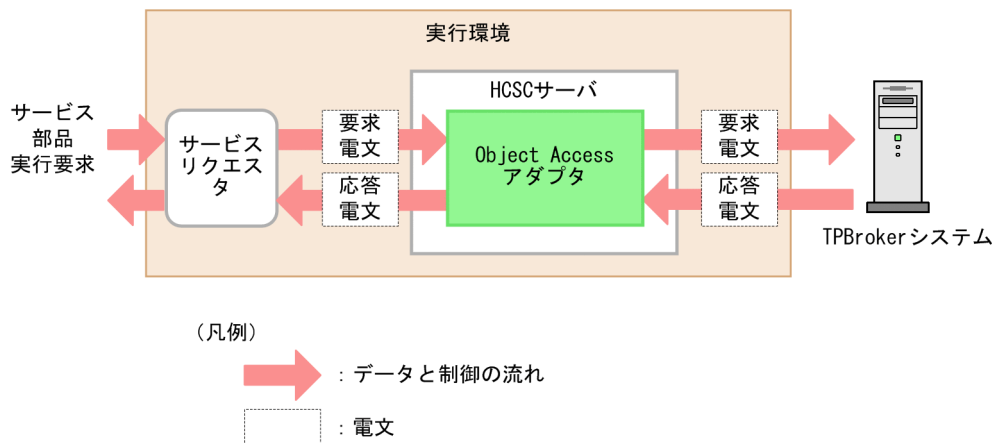 実行環境
HCSCサーバ
サービス
部品
実行要求
サービス
リクエス
タ
要求
電文
応答
電文
Object Access
アダプタ
要求
電文
応答
電文
TPBrokerシステム
(凡例)
:データと制御の流れ
:電文